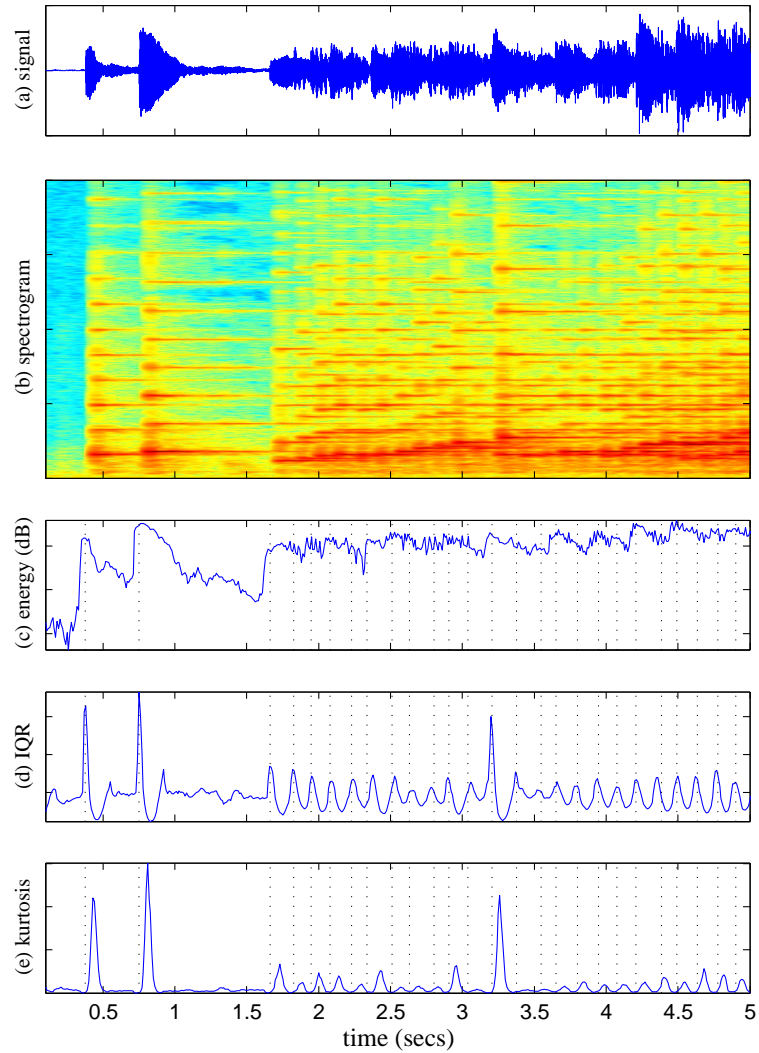 (a) signal
(b) spectrogram
(c) energy (dB)
(d) IQR
(e) kurtosis
0.5 1 1.5 2 2.5 3 3.5 4 4.5 5
time (secs)